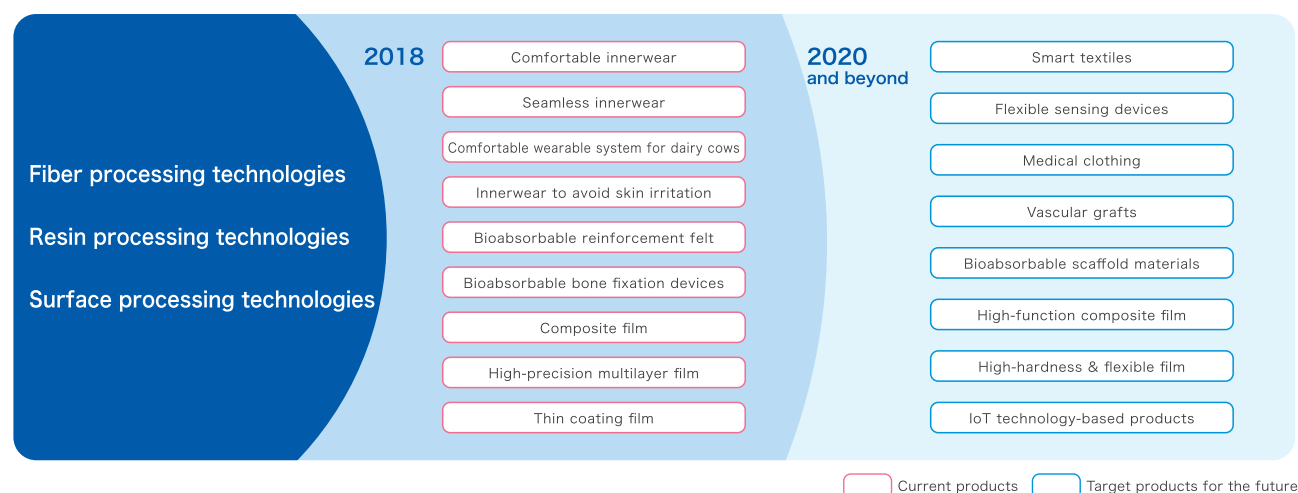 Fiber processing technologies
Resin processing technologies
Surface processing technologies
2018
Comfortable innerwear
Seamless innerwear
Comfortable wearable system for dairy cows
Innerwear to avoid skin irritation
Bioabsorbable reinforcement felt
Bioabsorbable bone fixation devices
Composite film
High-precision multilayer film
Thin coating film
2020
and beyond
Smart textiles
Flexible sensing devices
Medical clothing
Vascular grafts
Bioabsorbable scaffold materials
High-function composite film
High-hardness & flexible film
IoT technology-based products
Current products
Target products for the future